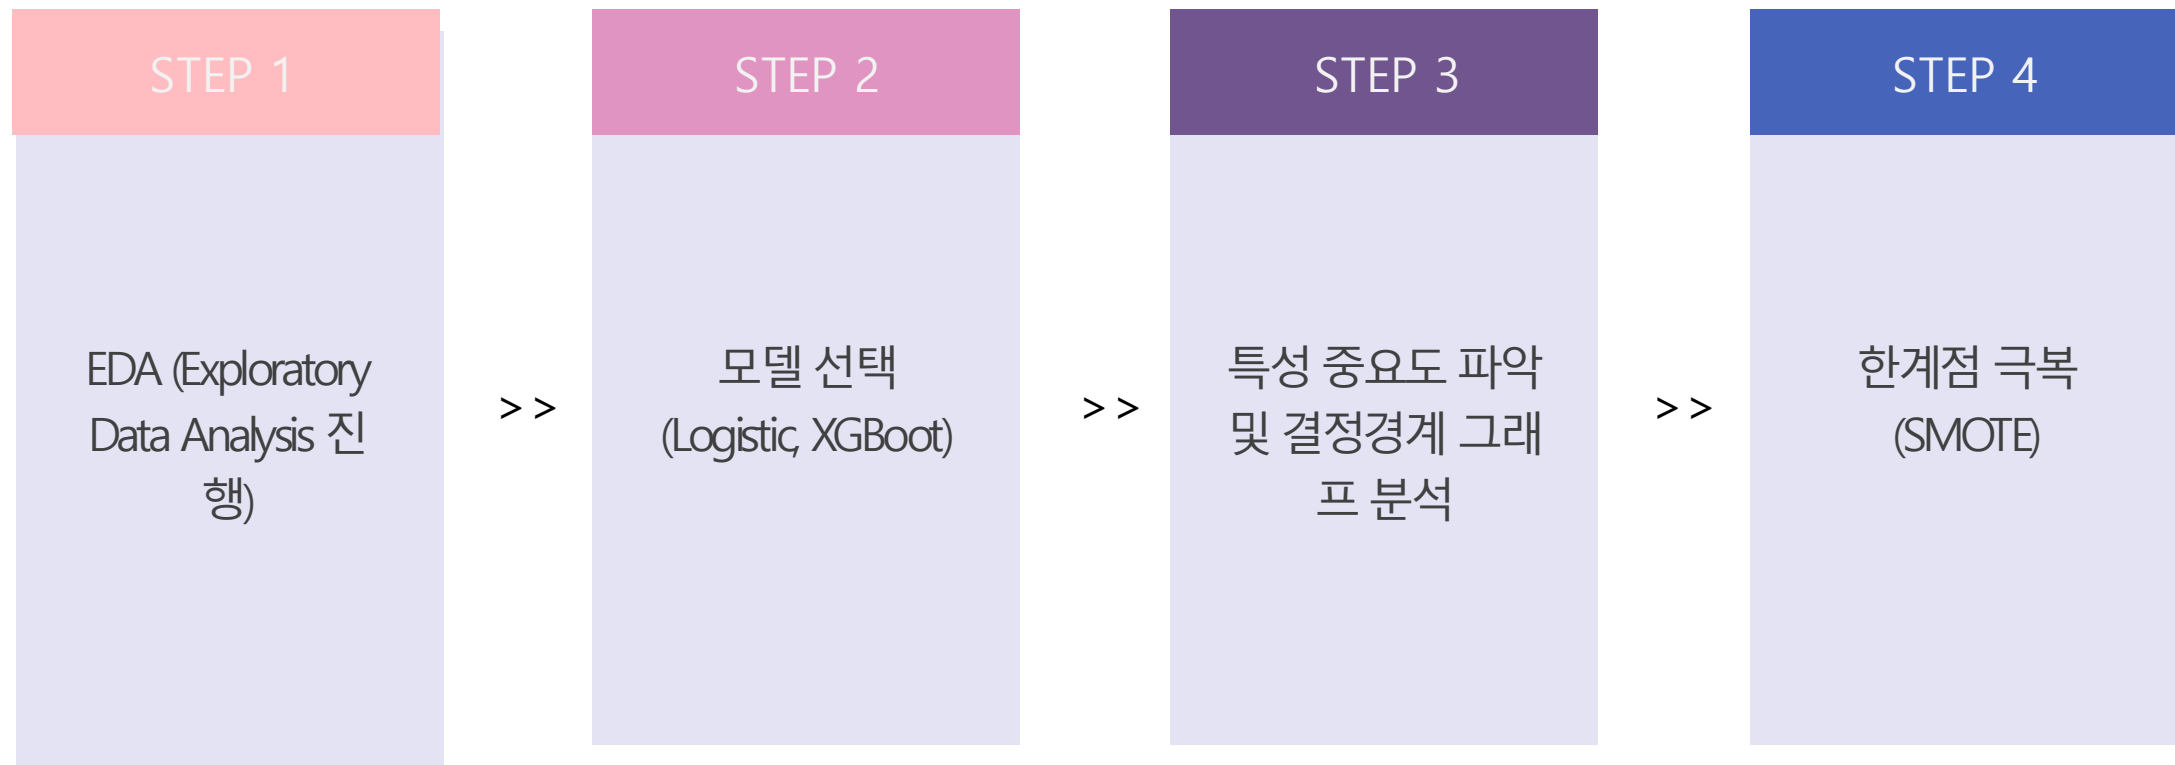 STEP 1
EDA (Exploratory
Data Analysis 진
행)
>>
STEP 2
모델 선택
(Logistic, XGBoot)
>>
STEP 3
특성 중요도 파악
및 결정경계 그래
프 분석
>>
STEP 4
한계점 극복
(SMOTE)